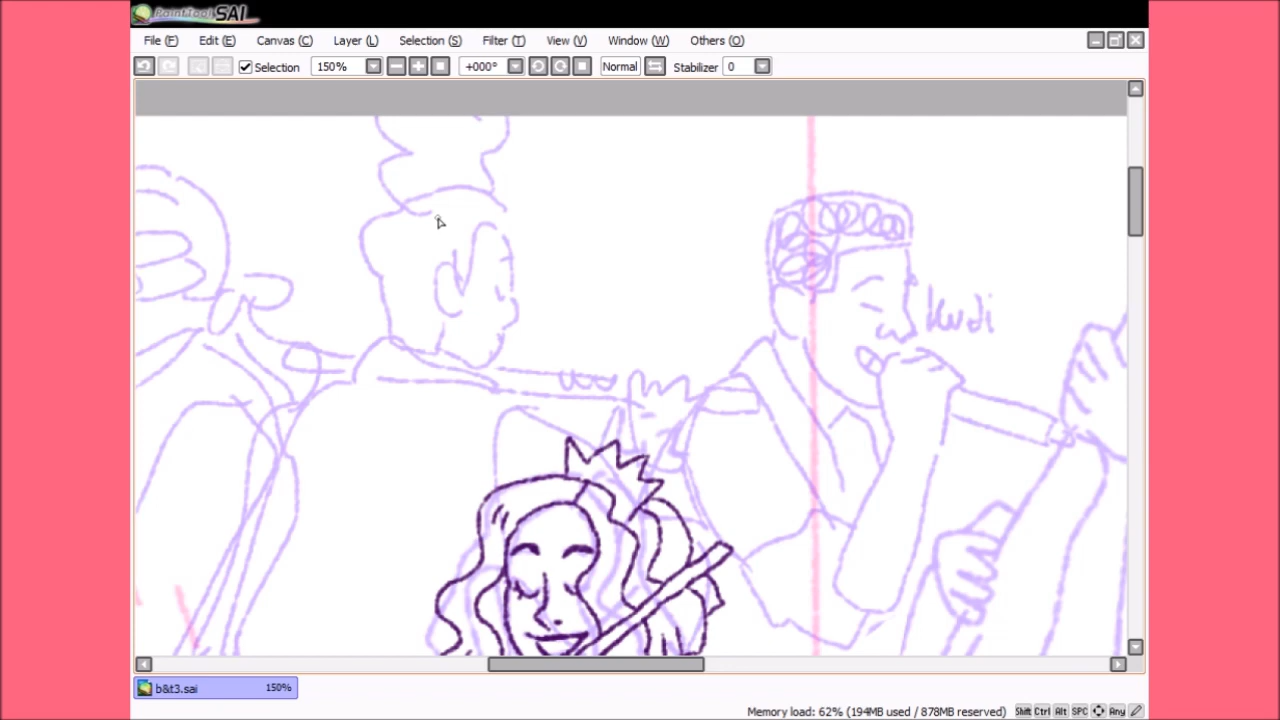 PaintTool SAI
File (F) Edit (E) Canvas (C) Layer (L) Selection (S) Filter (T) View (V) Window (W) Others (O)
Selection 150% +000° Normal Stabilizer 0
Kudi
b&t3.sai 150%
Memory load: 62% (194MB used / 878MB reserved) Shift Ctrl Alt SPC Any